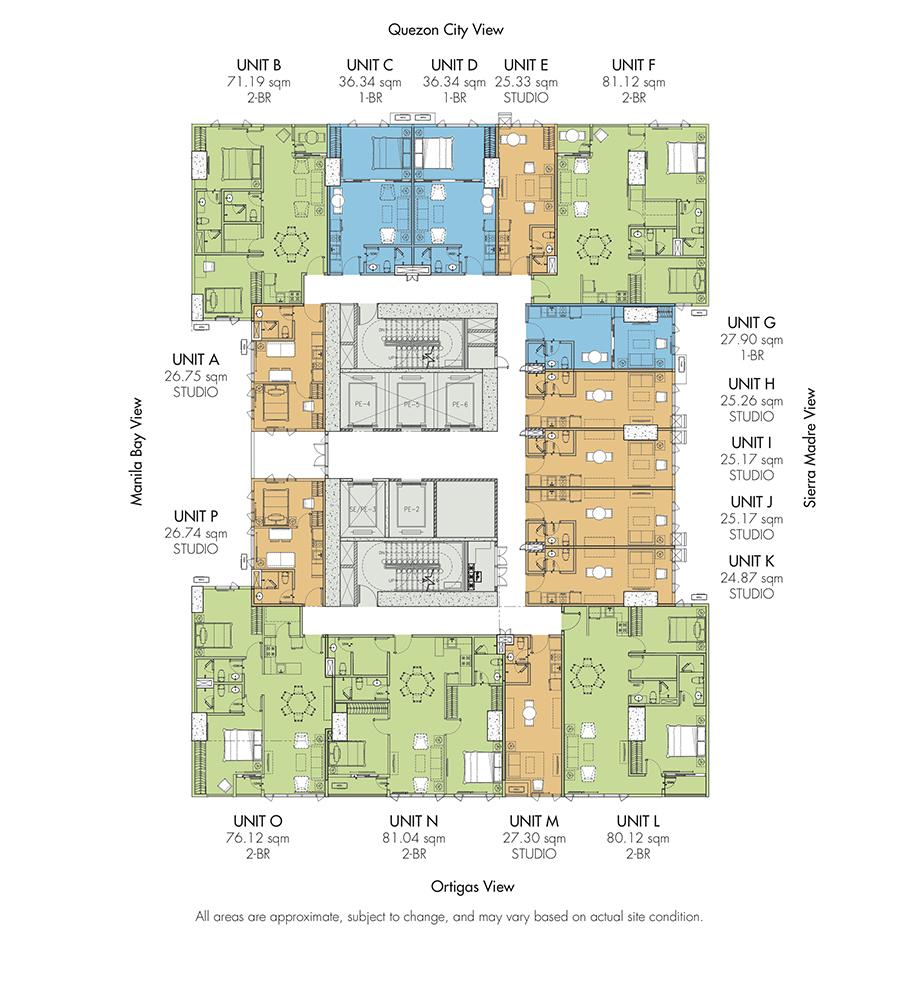 Quezon City View
UNIT B
71.19 sqm
2-BR
UNIT C
36.34 sqm
1-BR
UNIT D
36.34 sqm
1-BR
UNIT E
25.33 sqm
STUDIO
UNIT F
81.12 sqm
2-BR
UNIT A
26.75 sqm
STUDIO
Manila Bay View
UNIT P
26.74 sqm
STUDIO
DN
UP
PE-4
PE-5
PE-6
SE/PE-3
PE-2
DN
UP
UNIT G
27.90 sqm
1-BR
UNIT H
25.26 sqm
STUDIO
UNIT I
25.17 sqm
STUDIO
UNIT J
25.17 sqm
STUDIO
UNIT K
24.87 sqm
STUDIO
Sierra Madre View
UNIT O
76.12 sqm
2-BR
UNIT N
81.04 sqm
2-BR
UNIT M
27.30 sqm
STUDIO
UNIT L
80.12 sqm
2-BR
Ortigas View
All areas are approximate, subject to change, and may vary based on actual site condition.